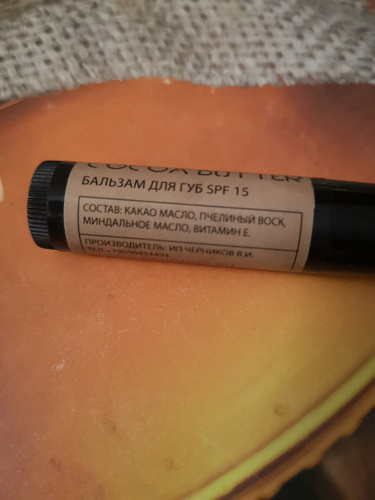 COCOA BUTTER
БАЛЬЗАМ ДЛЯ ГУБ SPF 15
СОСТАВ: КАКАО МАСЛО, ПЧЕЛИНЫЙ ВОСК,
МИНДАЛЬНОЕ МАСЛО, ВИТАМИН Е.
ПРОИЗВОДИТЕЛЬ: ИП ЧЕРНИКОВ В.И.